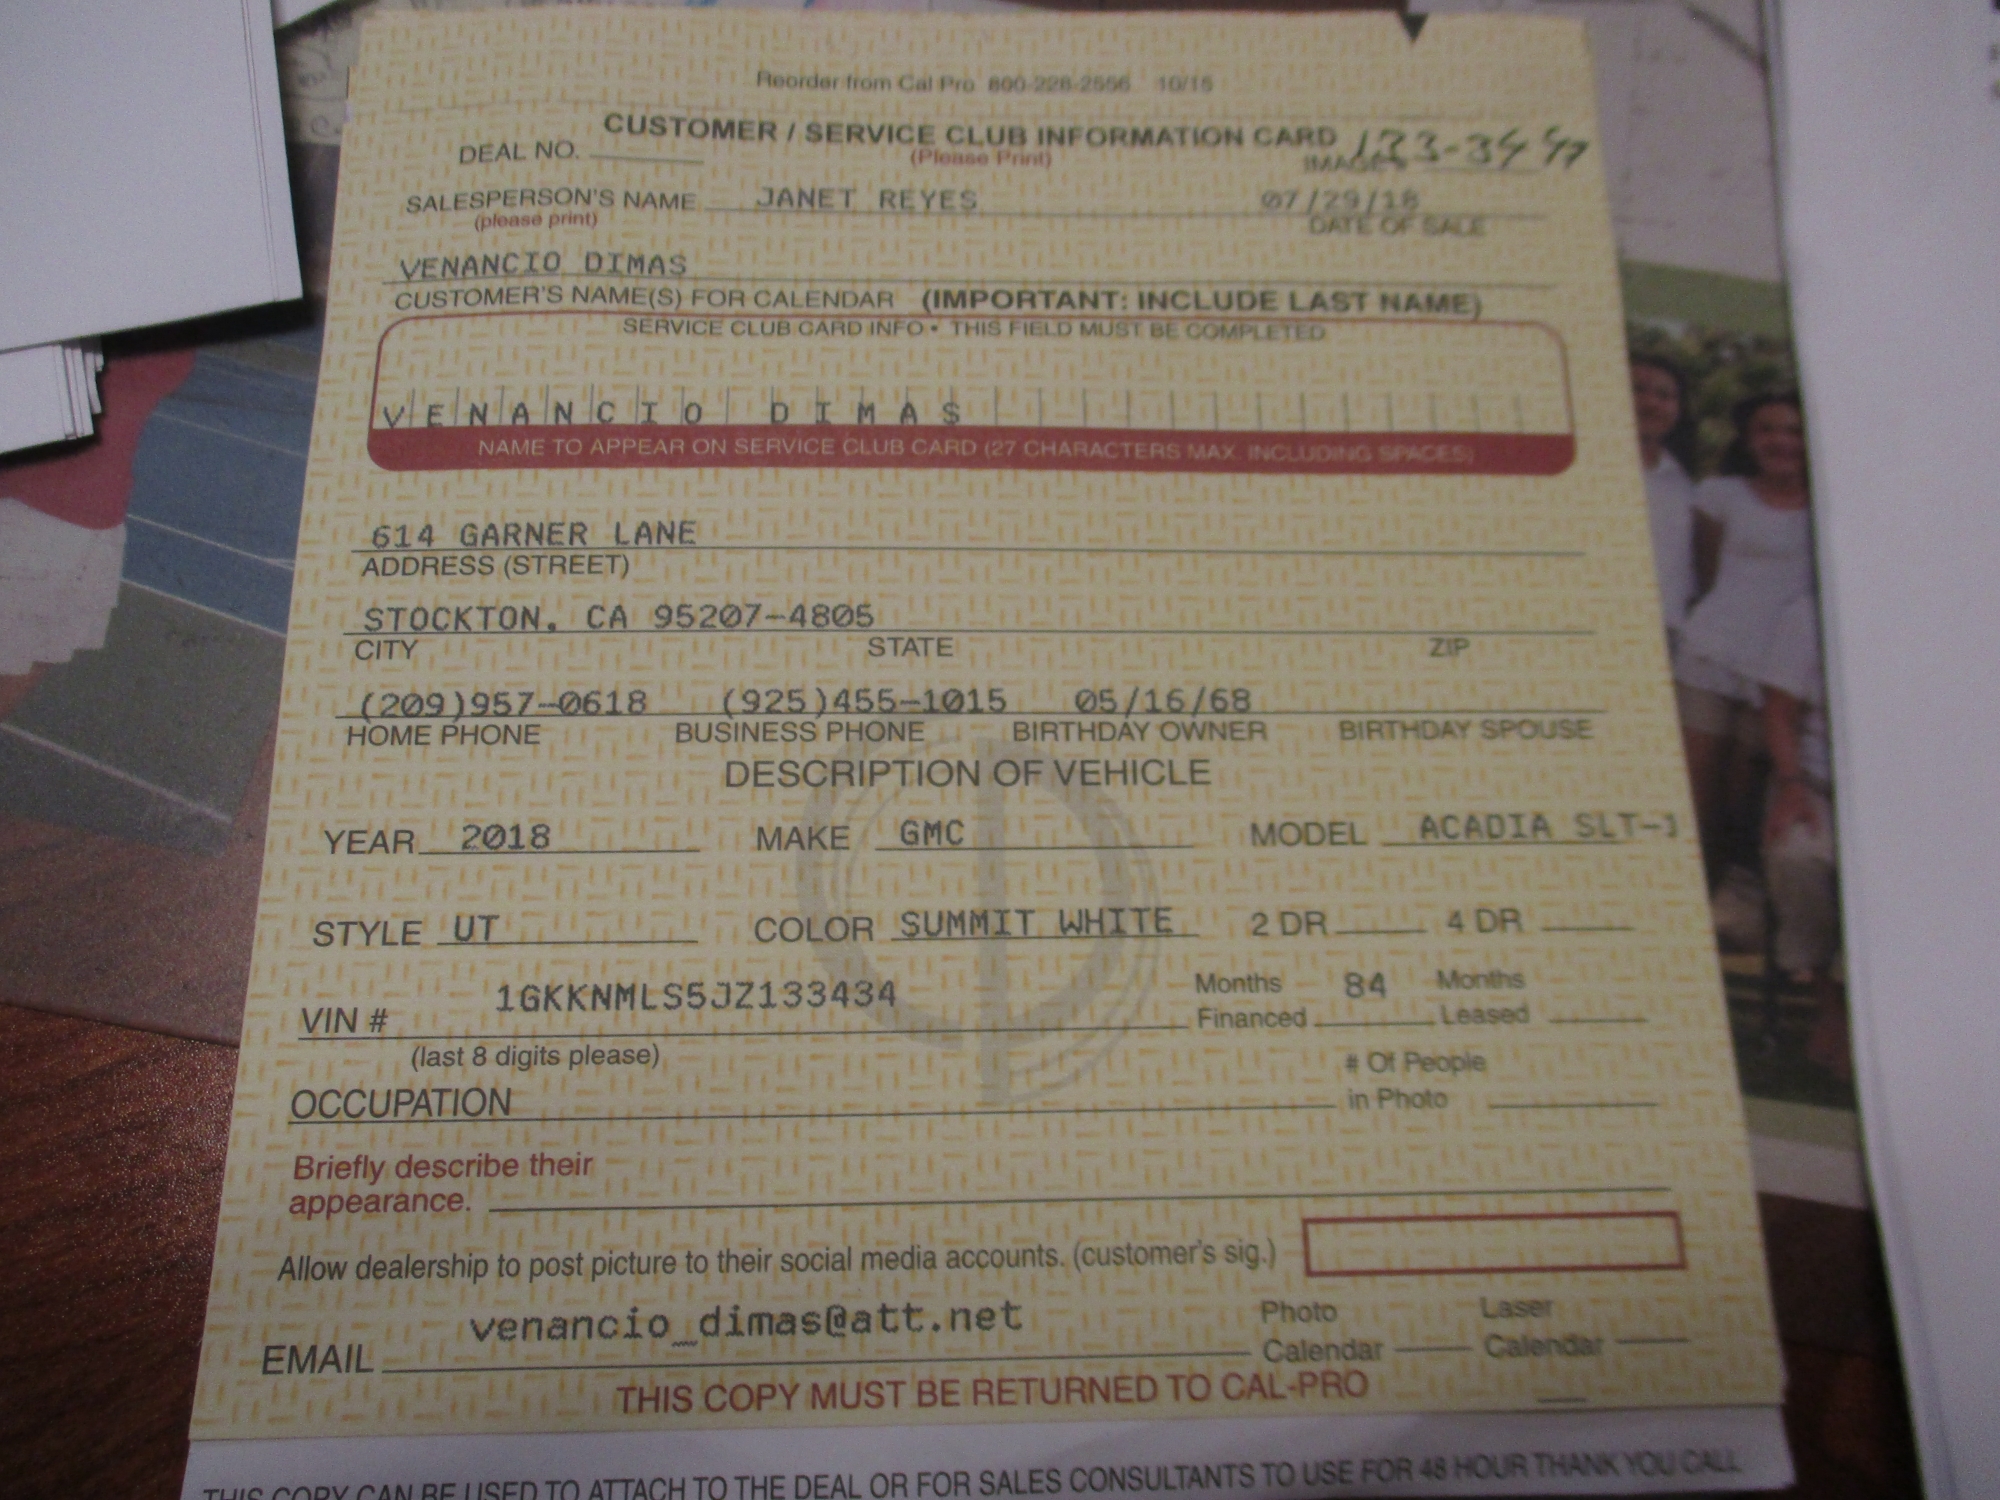 Reorder from Cal Pro 800-228-2556 10/15
CUSTOMER / SERVICE CLUB INFORMATION CARD
DEAL NO. (Please Print) 133-34
SALESPERSON'S NAME JANET REYES 07/29/18
(please print) DATE OF SALE
VENANCIO DIMAS
CUSTOMER'S NAME(S) FOR CALENDAR (IMPORTANT: INCLUDE LAST NAME)
SERVICE CLUB CARD INFO • THIS FIELD MUST BE COMPLETED
VENANCIO DIMAS
NAME TO APPEAR ON SERVICE CLUB CARD (27 CHARACTERS MAX. INCLUDING SPACES)
614 GARNER LANE
ADDRESS (STREET)
STOCKTON. CA 95207-4805
CITY STATE ZIP
(209)957-0618 (925)455-1015 05/16/68
HOME PHONE BUSINESS PHONE BIRTHDAY OWNER BIRTHDAY SPOUSE
DESCRIPTION OF VEHICLE
YEAR 2018 MAKE GMC MODEL ACADIA SLT-1
STYLE UT COLOR SUMMIT WHITE 2 DR 4 DR
1GKKNMLS5JZ133434 Months 84 Months
VIN # Financed Leased
(last 8 digits please) # Of People
OCCUPATION in Photo
Briefly describe their
appearance.
Allow dealership to post picture to their social media accounts. (customer's sig.)
venancio_dimas@att.net Photo Laser
EMAIL Calendar Calendar
THIS COPY MUST BE RETURNED TO CAL-PRO
THIS COPY CAN BE USED TO ATTACH TO THE DEAL OR FOR SALES CONSULTANTS TO USE FOR 48 HOUR THANK YOU CALL